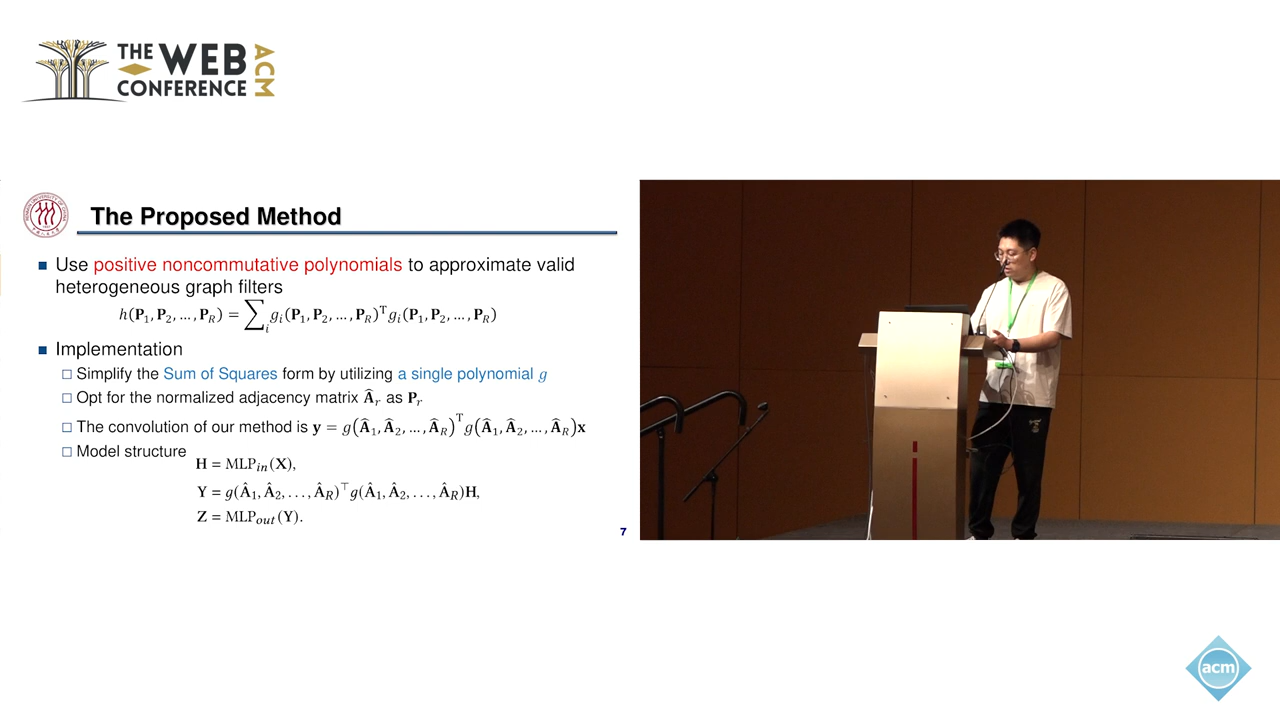 THE WEB
CONFERENCE
ACM
The Proposed Method
Use positive noncommutative polynomials to approximate valid
heterogeneous graph filters
h(P₁, P₂, … , P_R) = ∑_i g_i(P₁, P₂, … , P_R)ᵀg_i(P₁, P₂, … , P_R)
Implementation
Simplify the Sum of Squares form by utilizing a single polynomial g
Opt for the normalized adjacency matrix Â_r as P_r
The convolution of our method is y = g(Â₁, Â₂, … , Â_R)ᵀg(Â₁, Â₂, … , Â_R)x
Model structure
H = MLP_in(X),
Y = g(Â₁, Â₂, . . . , Â_R)^⊤g(Â₁, Â₂, . . . , Â_R)H,
Z = MLP_out(Y).
7
acm